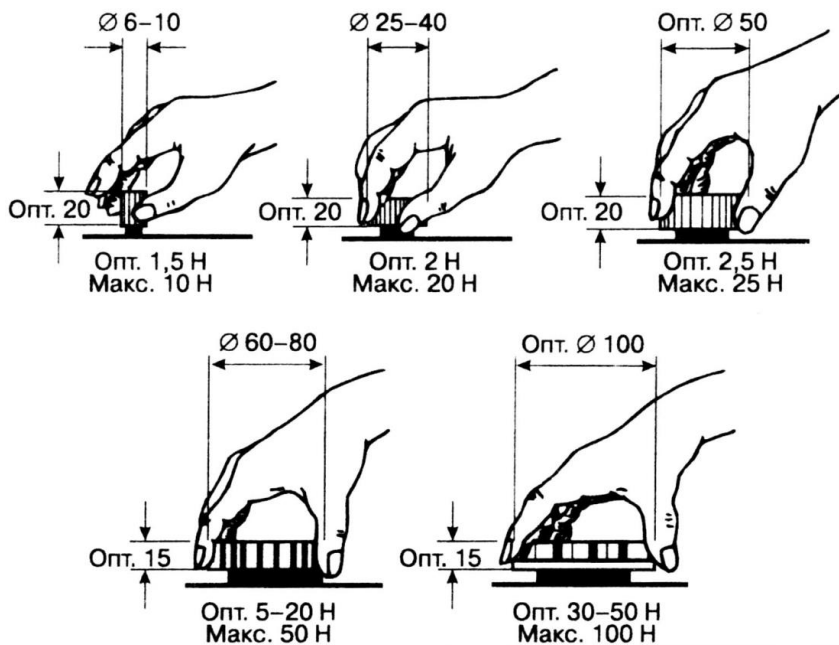 Ø 6–10
Ø 25–40
Опт. Ø 50
Опт. 20
Опт. 20
Опт. 20
Опт. 1,5 Н
Макс. 10 Н
Опт. 2 Н
Макс. 20 Н
Опт. 2,5 Н
Макс. 25 Н
Ø 60–80
Опт. Ø 100
Опт. 15
Опт. 15
Опт. 5–20 Н
Макс. 50 Н
Опт. 30–50 Н
Макс. 100 Н